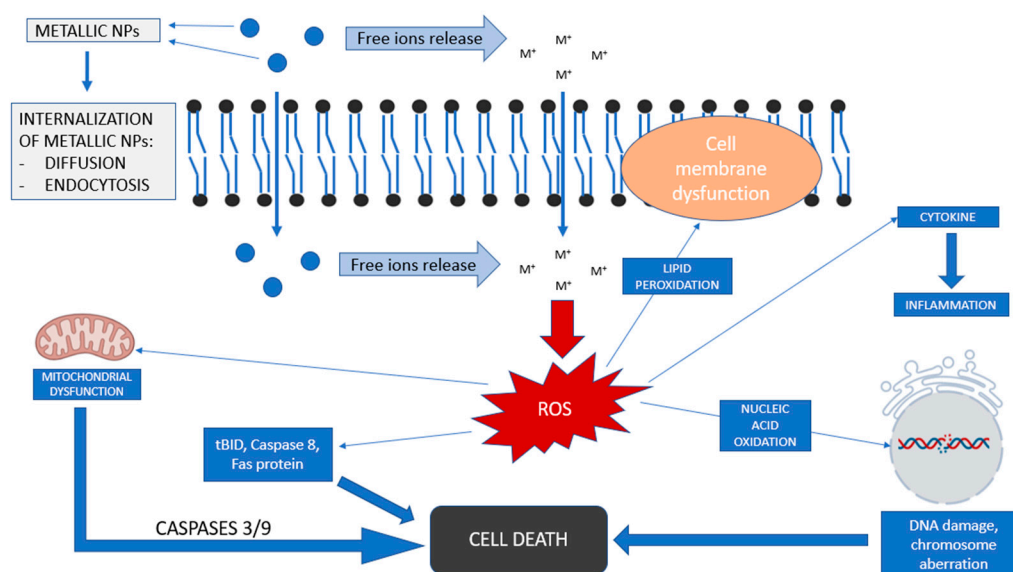 METALLIC NPs
Free ions release
M⁺
M⁺
M⁺
M⁺
INTERNALIZATION
OF METALLIC NPs:
- DIFFUSION
- ENDOCYTOSIS
Cell
membrane
dysfunction
CYTOKINE
Free ions release
M⁺
M⁺
M⁺
M⁺
LIPID
PEROXIDATION
INFLAMMATION
MITOCHONDRIAL
DYSFUNCTION
ROS
NUCLEIC
ACID
OXIDATION
tBID, Caspase 8,
Fas protein
CASPASES 3/9
CELL DEATH
DNA damage,
chromosome
aberration